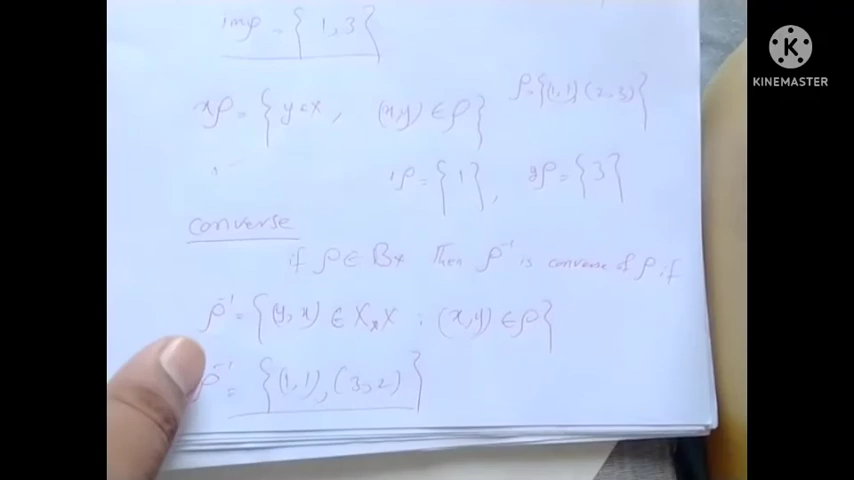 imρ = { 1, 3 }
xρ = { y ∈ X, (x,y) ∈ ρ } ρ = {(1,1) (2,3)}
1ρ = { 1 }, 2ρ = { 3 }
converse
if ρ ∈ Bx Then ρ⁻¹ is converse of ρ if
ρ⁻¹ = { (y,x) ∈ X x X : (x,y) ∈ ρ }
ρ⁻¹ = { (1,1), (3,2) }
KINEMASTER